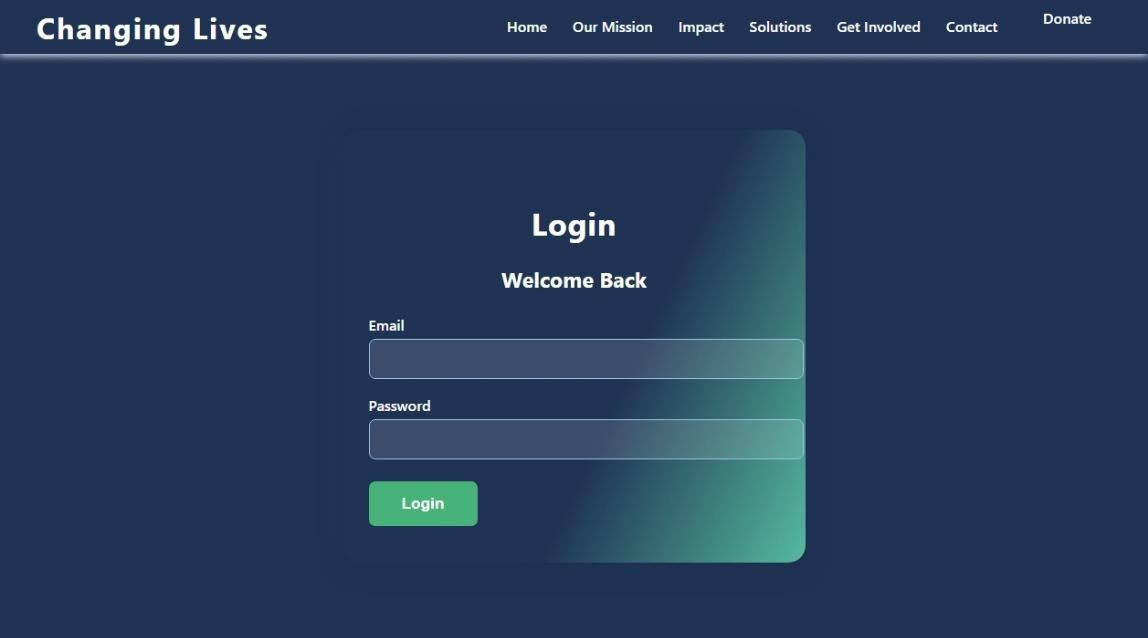 Changing Lives
Home Our Mission Impact Solutions Get Involved Contact Donate
Login
Welcome Back
Email
Password
Login